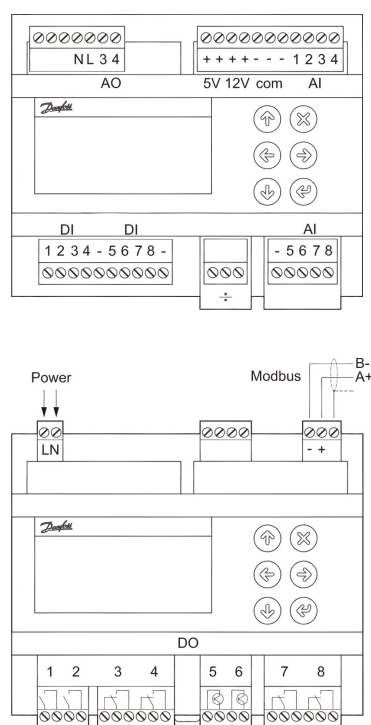 N L 3 4
+ + + + - - - 1 2 3 4
AO
5V 12V com AI
Danfoss
DI DI AI
1 2 3 4 - 5 6 7 8 -
- 5 6 7 8
÷
Power
Modbus
B-
A+
L N
- +
Danfoss
DO
1 2 3 4 5 6 7 8